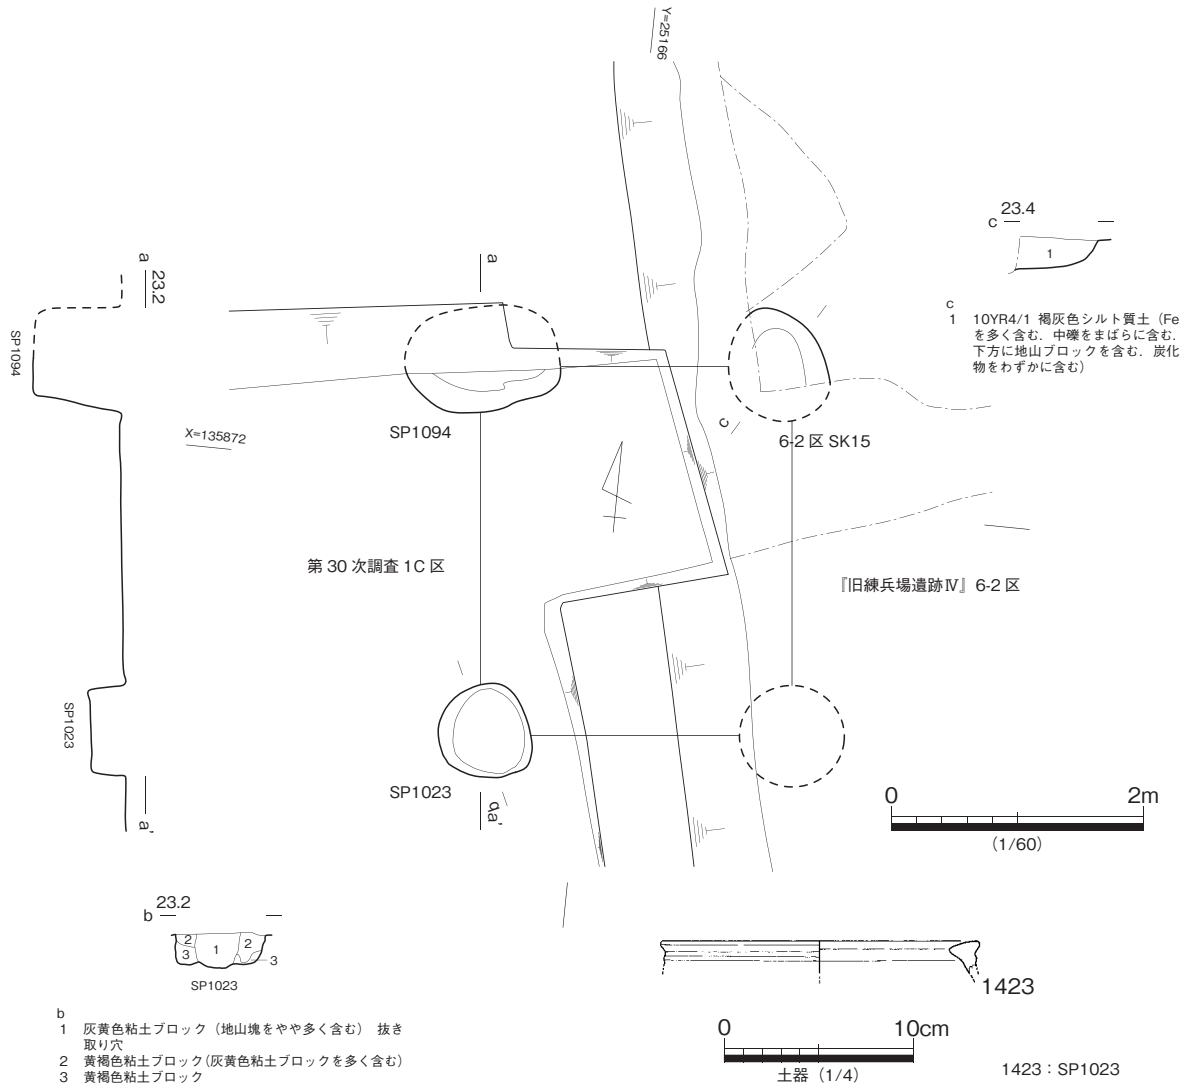 Y=25166
23.4
c
1
a
23.2
a
SP1094
c
1 10YR4/1 褐灰色シルト質土（Fe
を多く含む．中礫をまばらに含む．
下方に地山ブロックを含む．炭化
物をわずかに含む）
X=135872
SP1094
c
6-2 区 SK15
第 30 次調査 1C 区
『旧練兵場遺跡Ⅳ』6-2 区
SP1023
SP1023
a'
a'
0 2m
（1/60）
b 23.2
2 1 2
3 3
SP1023
1423
b
1 灰黄色粘土ブロック（地山塊をやや多く含む） 抜き
取り穴
2 黄褐色粘土ブロック(灰黄色粘土ブロックを多く含む）
3 黄褐色粘土ブロック
0 10cm
土器（1/4）
1423：SP1023